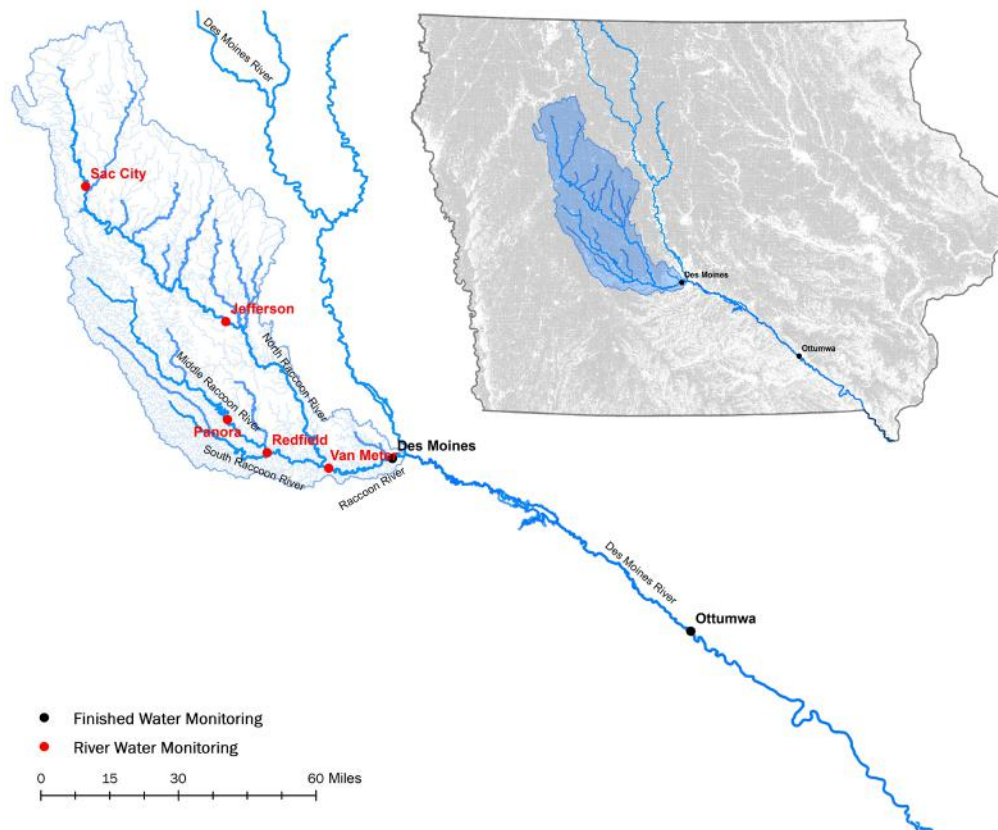 Des Moines River
Sac City
Jefferson
North Raccoon River
Middle Raccoon River
Panora
Redfield
South Raccoon River
Van Meter
Raccoon River
Des Moines
Des Moines River
Ottumwa
Des Moines
Ottumwa
Finished Water Monitoring
River Water Monitoring
0 15 30 60 Miles